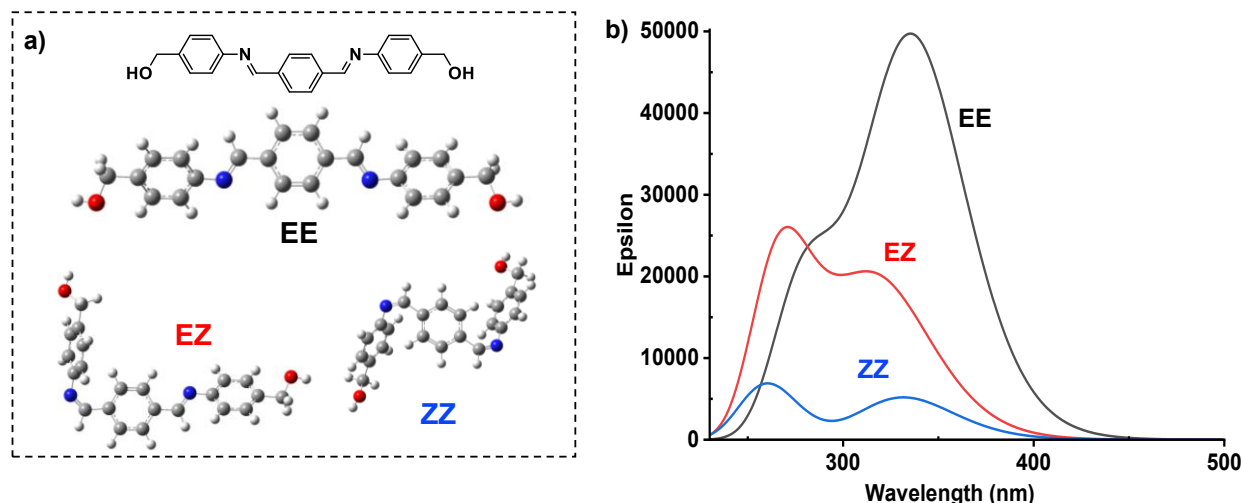 a)
HO
N
N
OH
EE
EZ
ZZ
b)
Epsilon
50000
40000
30000
20000
10000
0
EE
EZ
ZZ
300
400
500
Wavelength (nm)